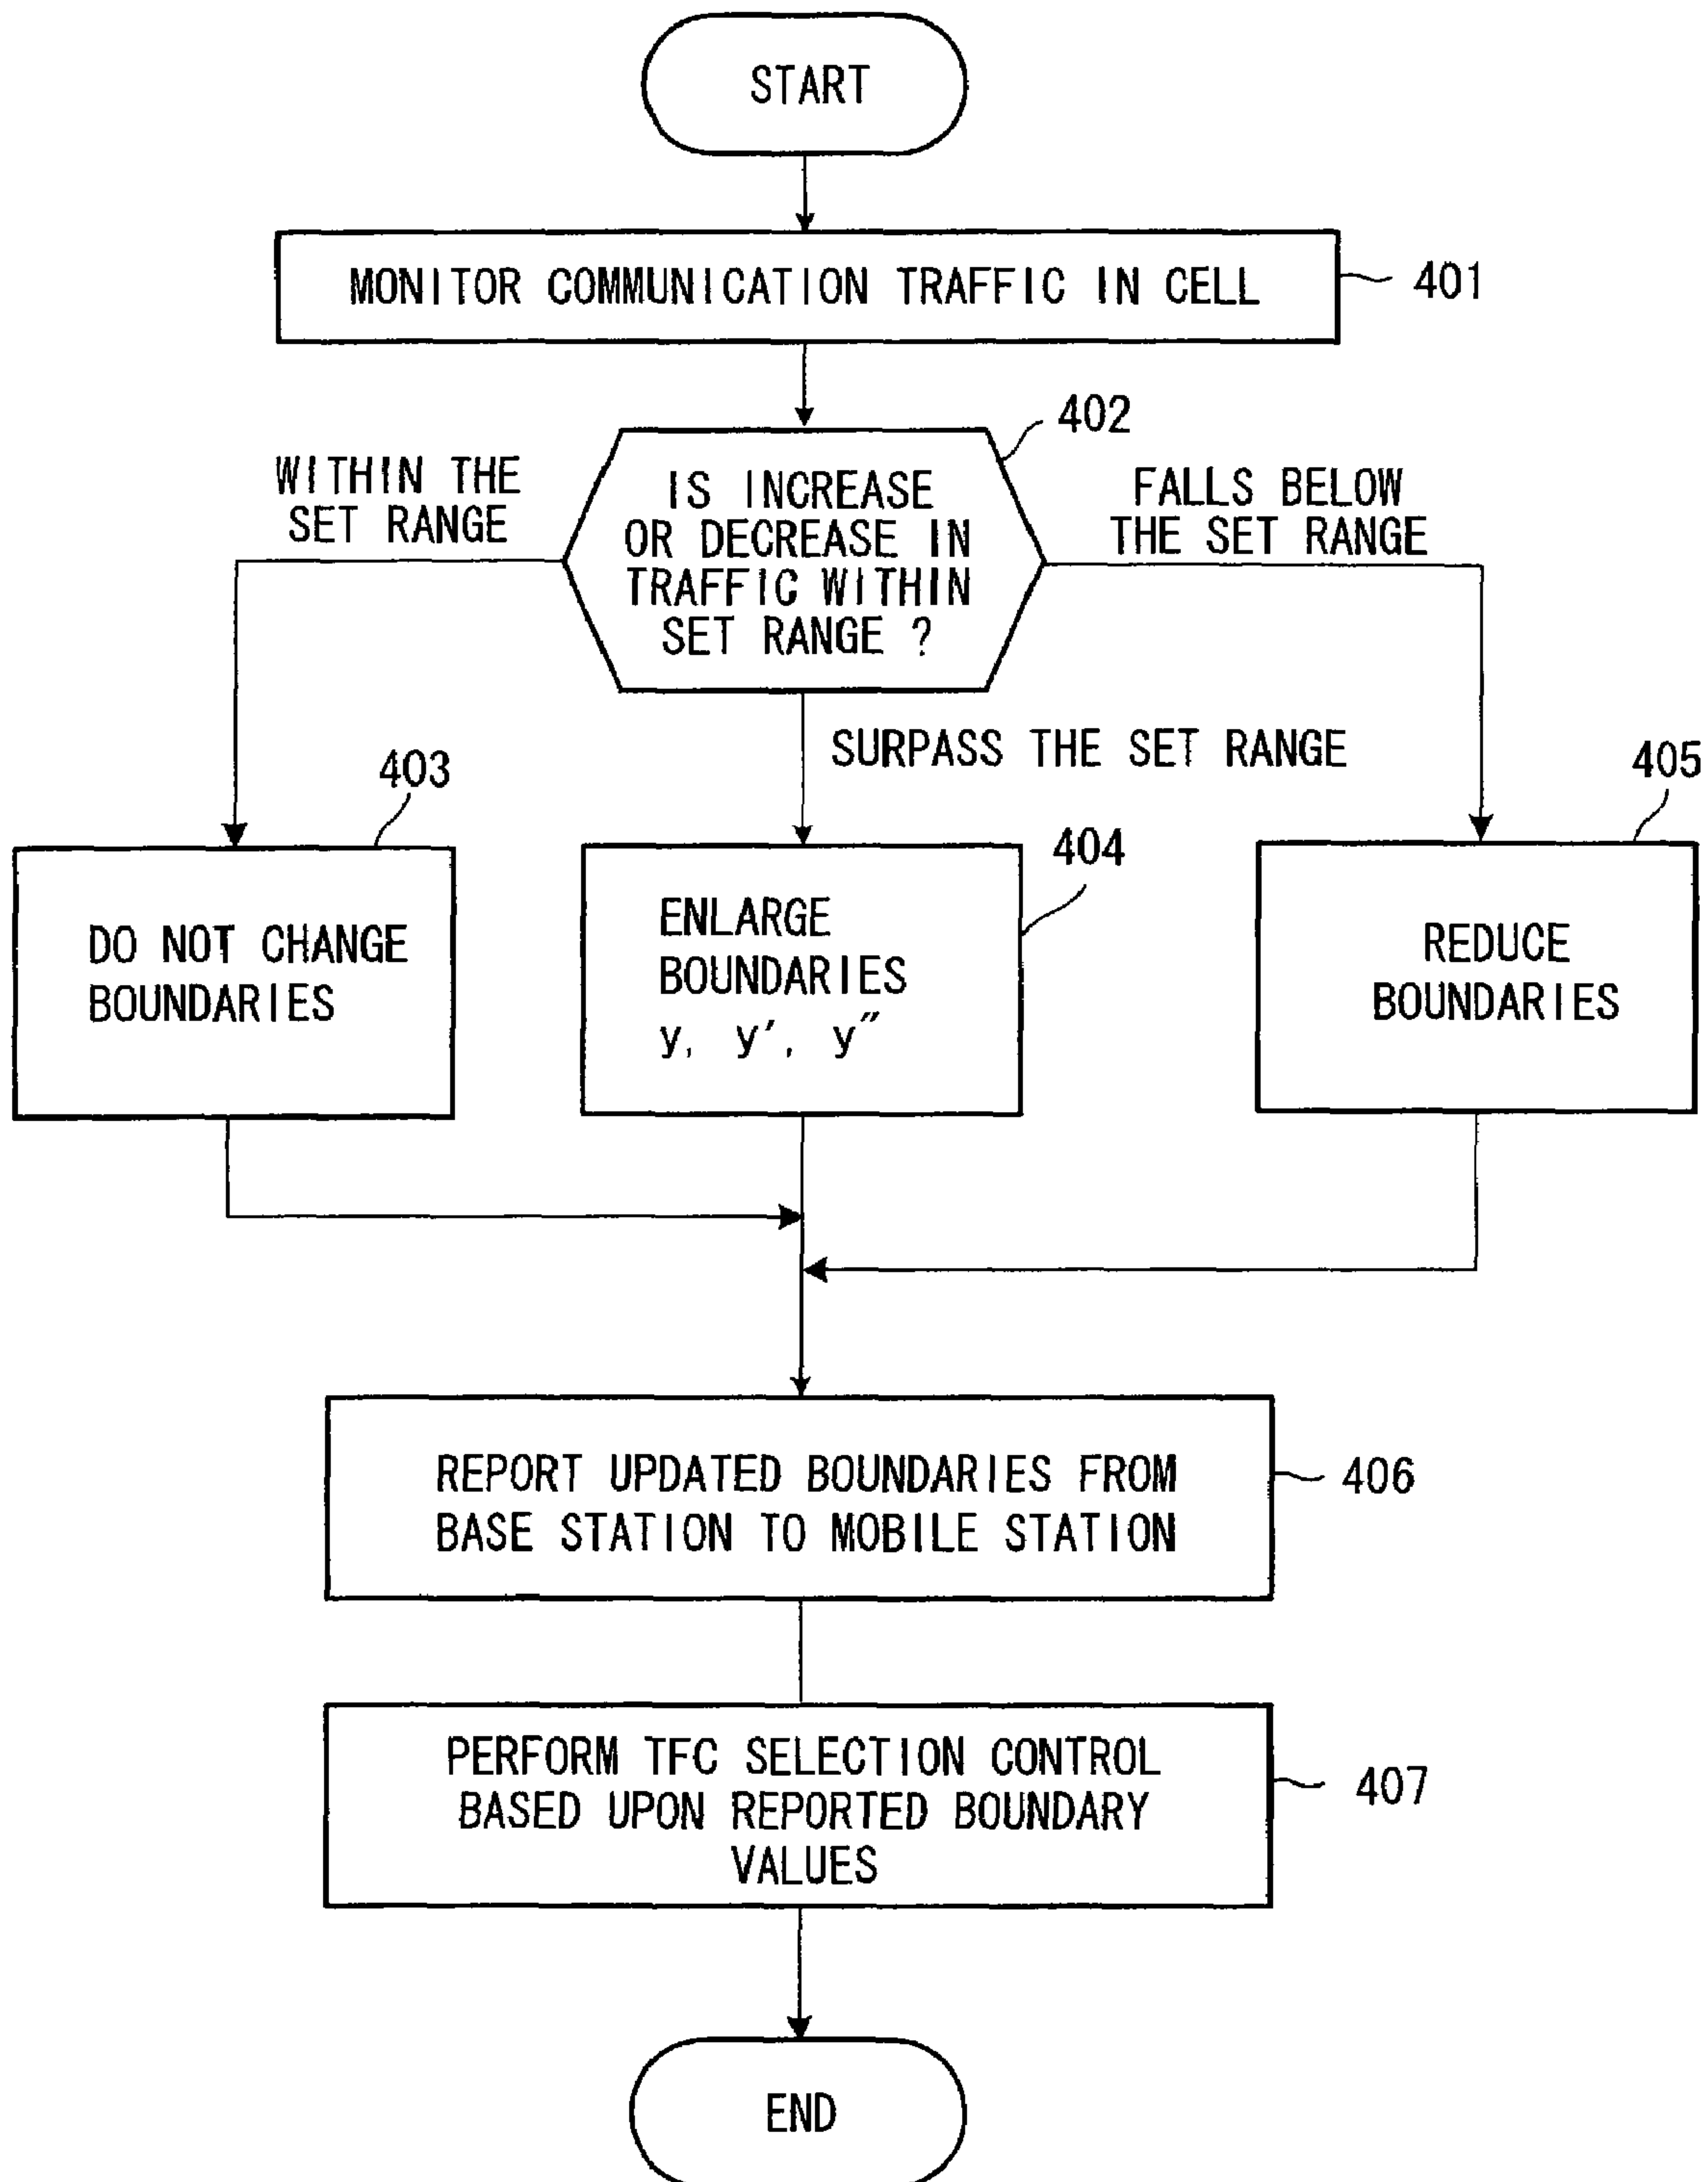 START
MONITOR COMMUNICATION TRAFFIC IN CELL
401
402
WITHIN THE
SET RANGE
IS INCREASE
OR DECREASE IN
TRAFFIC WITHIN
SET RANGE ?
FALLS BELOW
THE SET RANGE
SURPASS THE SET RANGE
403
404
405
DO NOT CHANGE
BOUNDARIES
ENLARGE
BOUNDARIES
y, y′, y″
REDUCE
BOUNDARIES
REPORT UPDATED BOUNDARIES FROM
BASE STATION TO MOBILE STATION
406
PERFORM TFC SELECTION CONTROL
BASED UPON REPORTED BOUNDARY
VALUES
407
END